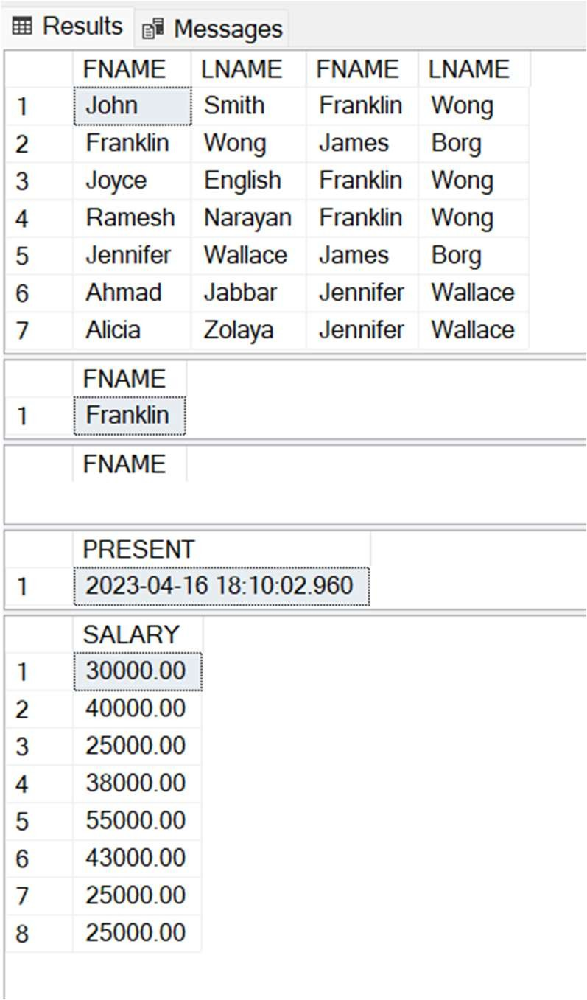 Results Messages
FNAME LNAME FNAME LNAME
1 John Smith Franklin Wong
2 Franklin Wong James Borg
3 Joyce English Franklin Wong
4 Ramesh Narayan Franklin Wong
5 Jennifer Wallace James Borg
6 Ahmad Jabbar Jennifer Wallace
7 Alicia Zolaya Jennifer Wallace
FNAME
1 Franklin
FNAME
PRESENT
1 2023-04-16 18:10:02.960
SALARY
1 30000.00
2 40000.00
3 25000.00
4 38000.00
5 55000.00
6 43000.00
7 25000.00
8 25000.00